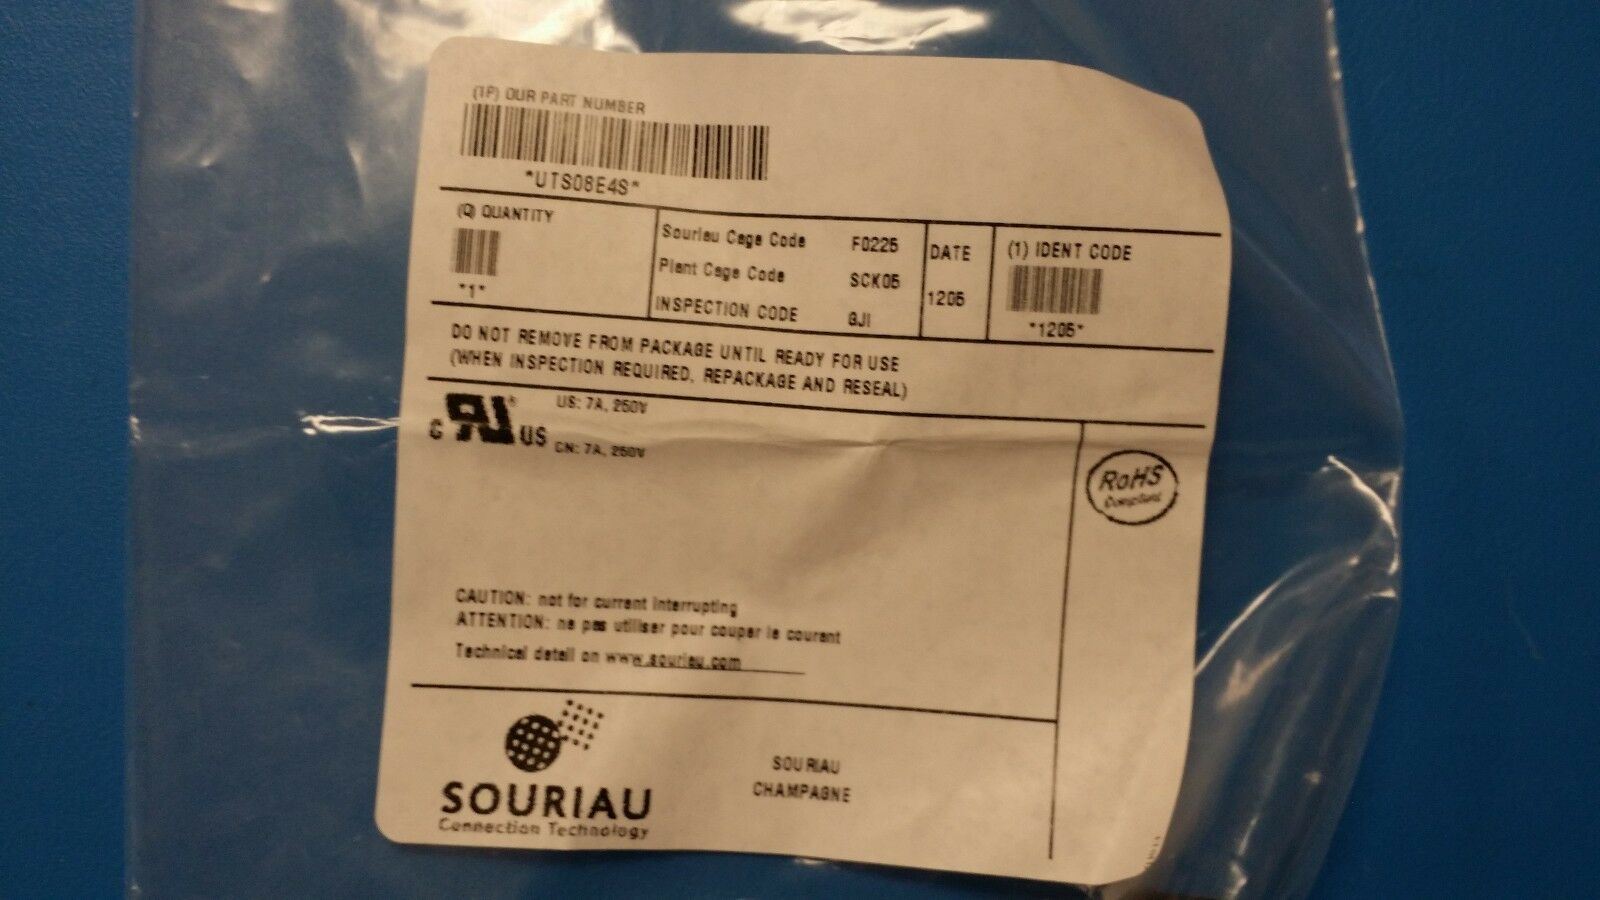 (1P) OUR PART NUMBER
*UTS08E4S*
(Q) QUANTITY
*1*
Souriau Cage Code F0225
Plant Cage Code SCK05
INSPECTION CODE GJI
DATE
1205
(1) IDENT CODE
*1205*
DO NOT REMOVE FROM PACKAGE UNTIL READY FOR USE
(WHEN INSPECTION REQUIRED, REPACKAGE AND RESEAL)
C RU® US
US: 7A, 250V
CN: 7A, 250V
RoHS
Compliant
CAUTION: not for current interrupting
ATTENTION: ne pas utiliser pour couper le courant
Technical detail on www.souriau.com
SOURIAU
Connection Technology
SOURIAU
CHAMPAGNE